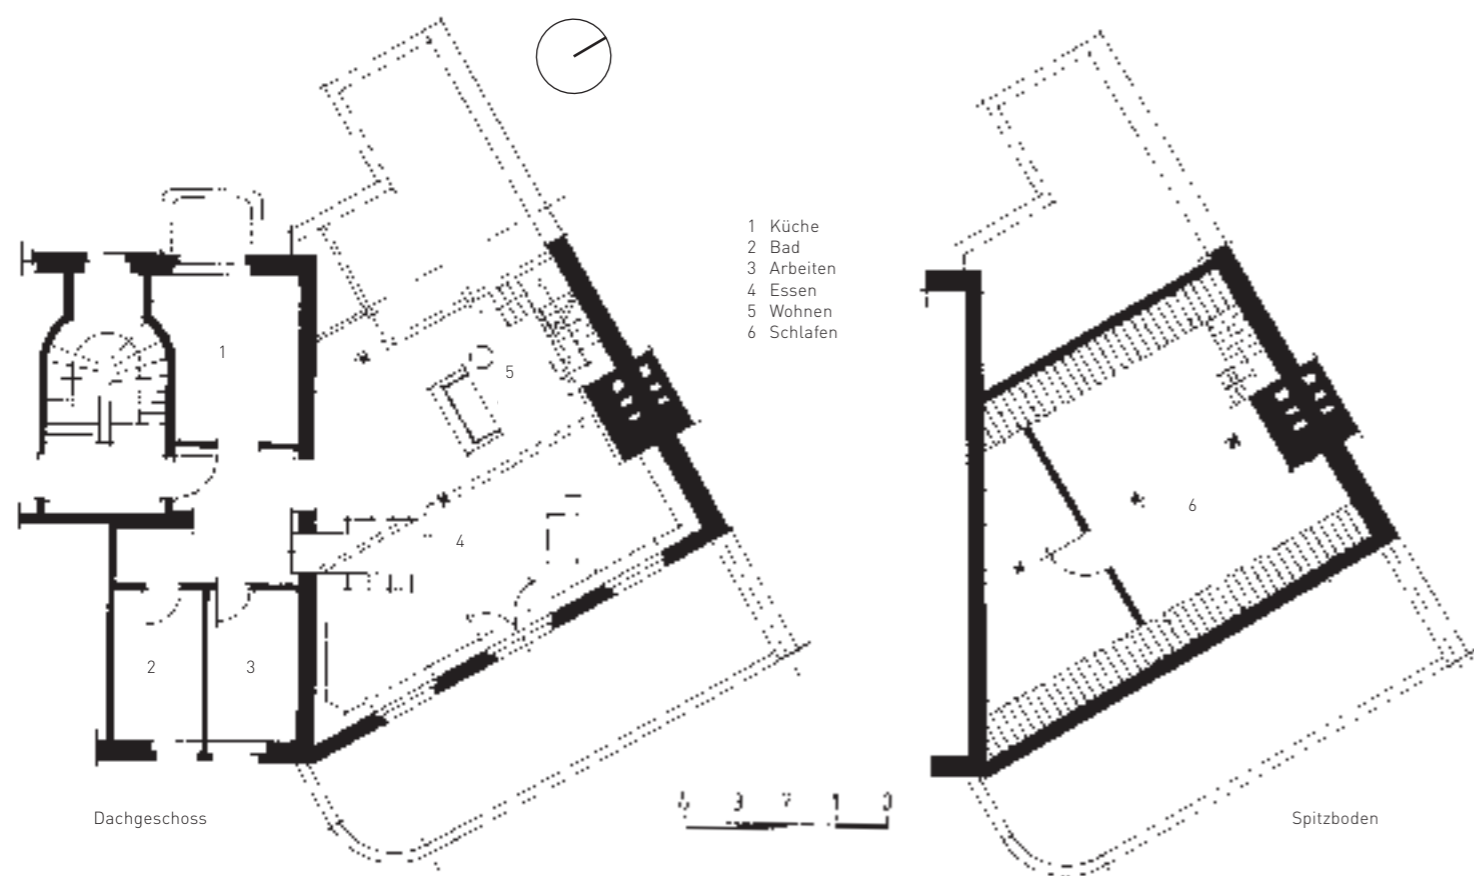 1 Küche
2 Bad
3 Arbeiten
4 Essen
5 Wohnen
6 Schlafen
1
5
4
2
3
6
Dachgeschoss
Spitzboden